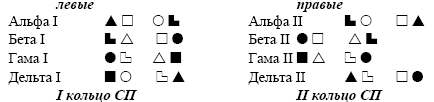 левые правые
Альфа I Альфа II
Бета I Бета II
Гама I Гама II
Дельта I Дельта II
I кольцо СП II кольцо СП